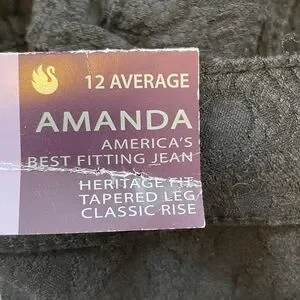 12 AVERAGE
AMANDA
AMERICA'S
BEST FITTING JEAN
HERITAGE FIT
TAPERED LEG
CLASSIC RISE